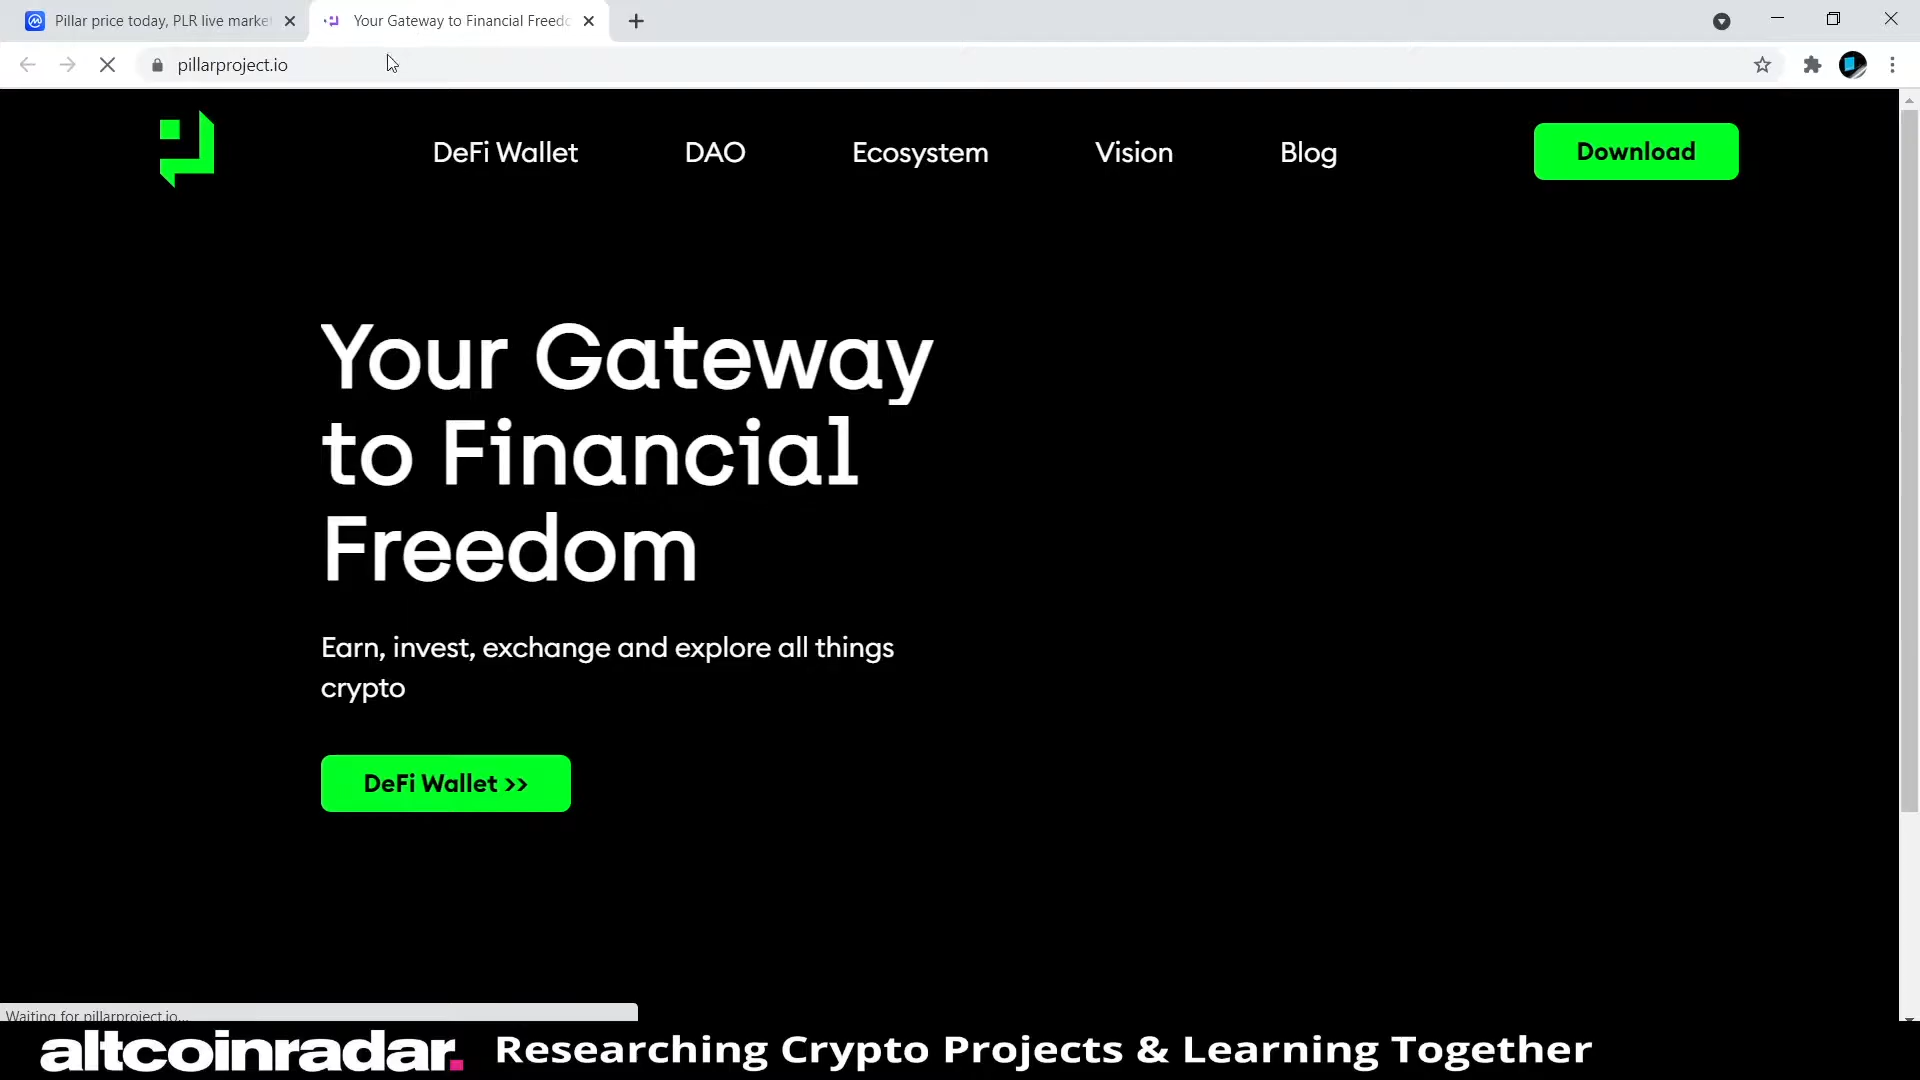 Pillar price today, PLR live marke
Your Gateway to Financial Freedo
pillarproject.io
DeFi Wallet
DAO
Ecosystem
Vision
Blog
Download
Your Gateway
to Financial
Freedom
Earn, invest, exchange and explore all things
crypto
DeFi Wallet >>
Waiting for pillarproject.io...
altcoinradar.
Researching Crypto Projects & Learning Together